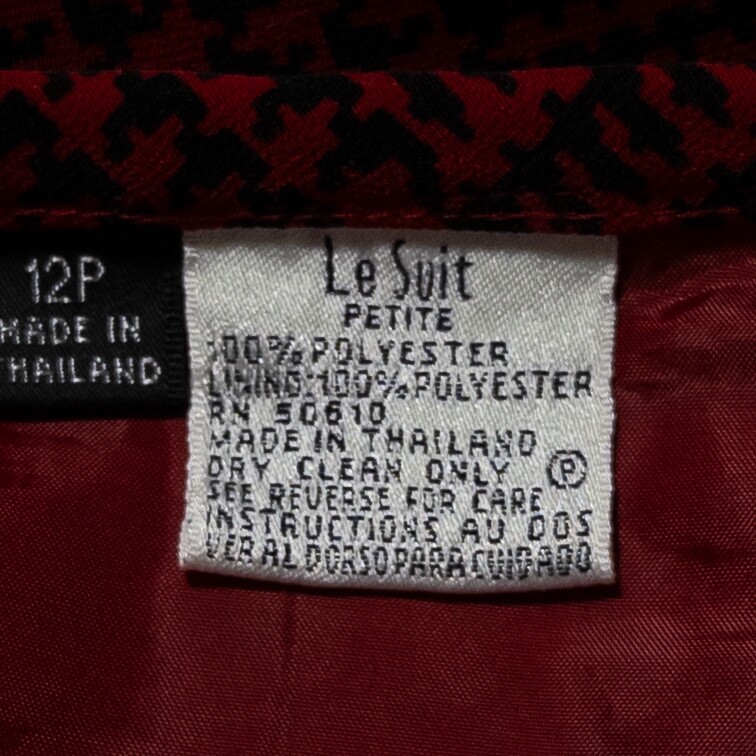 12P
MADE IN
THAILAND
Le Suit
PETITE
100% POLYESTER
LINING:100% POLYESTER
RN 50610
MADE IN THAILAND
DRY CLEAN ONLY Ⓟ
SEE REVERSE FOR CARE
INSTRUCTIONS AU DOS
VER AL DORSO PARA CUIDADO